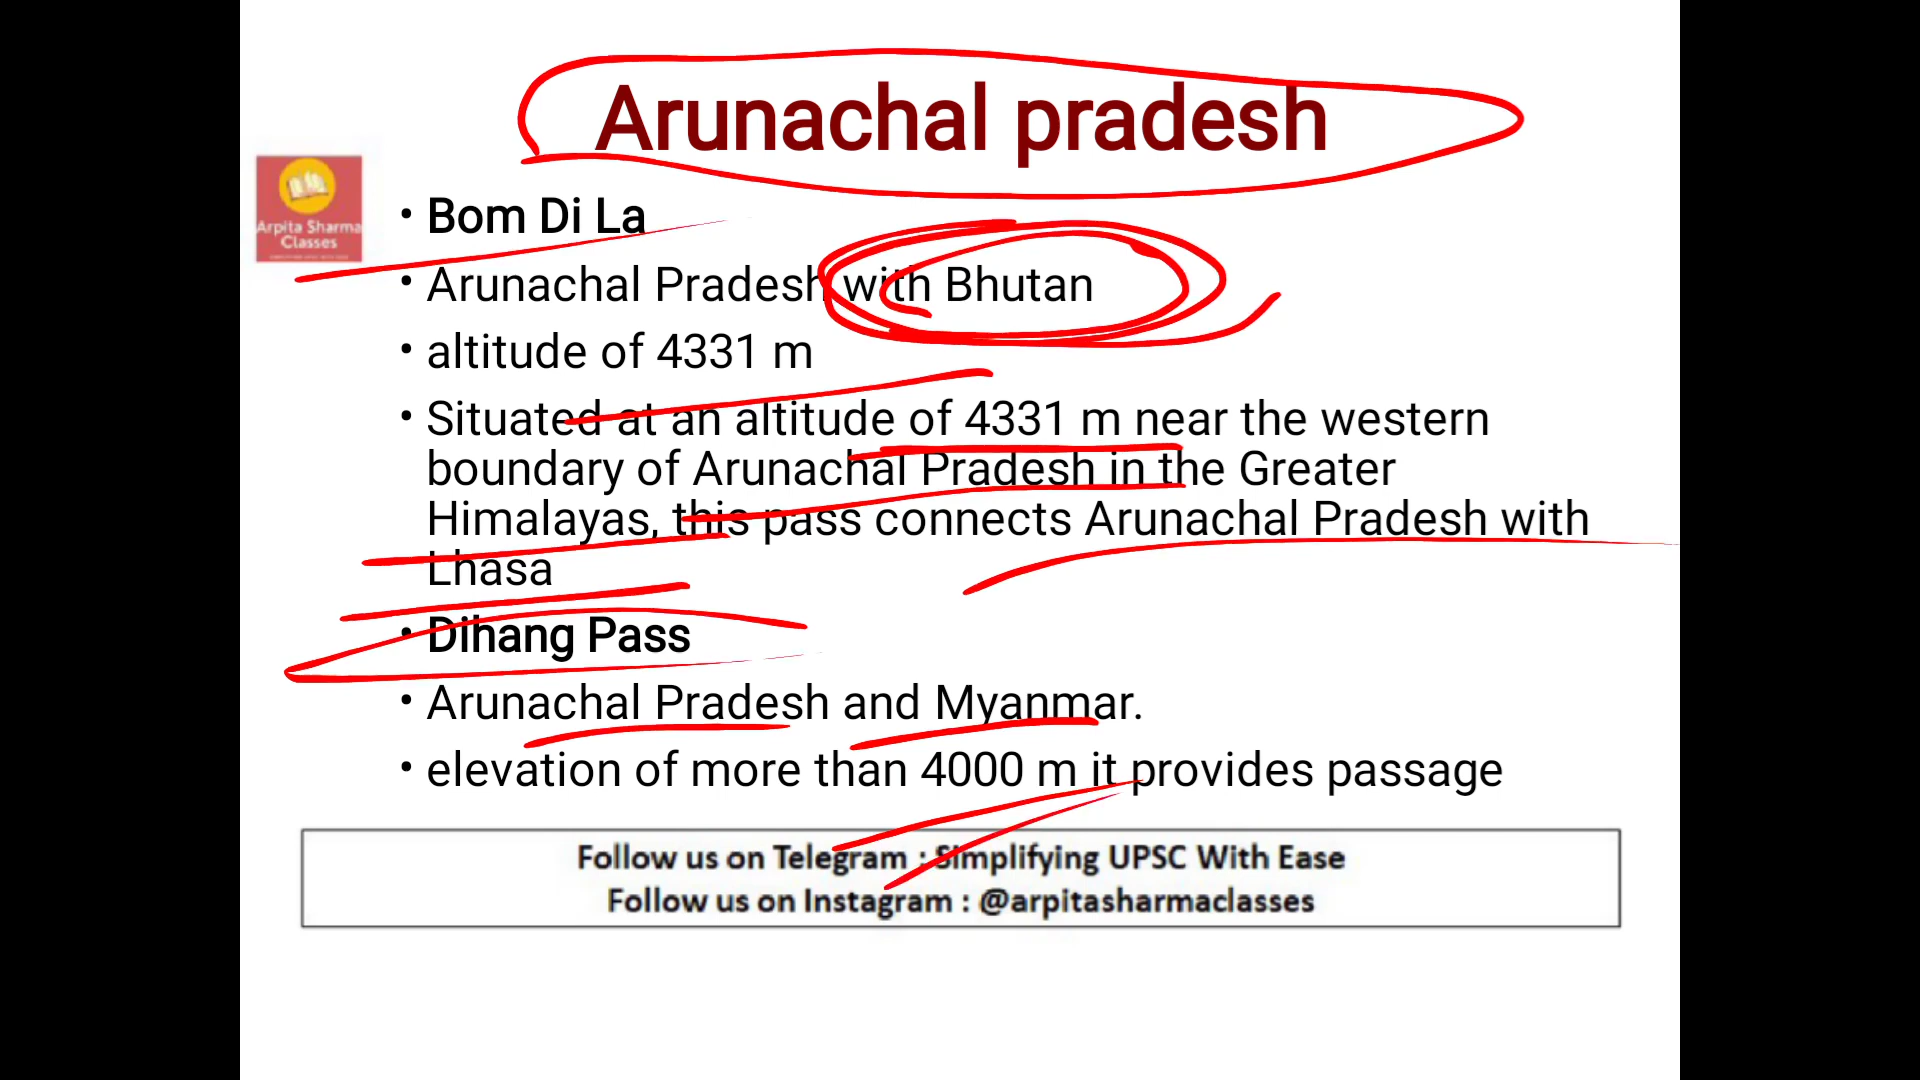 Arunachal pradesh
Arpita Sharma
Classes
• Bom Di La
• Arunachal Pradesh with Bhutan
• altitude of 4331 m
• Situated at an altitude of 4331 m near the western
boundary of Arunachal Pradesh in the Greater
Himalayas, this pass connects Arunachal Pradesh with
Lhasa
• Dihang Pass
• Arunachal Pradesh and Myanmar.
• elevation of more than 4000 m it provides passage
Follow us on Telegram : Simplifying UPSC With Ease
Follow us on Instagram : @arpitasharmaclasses